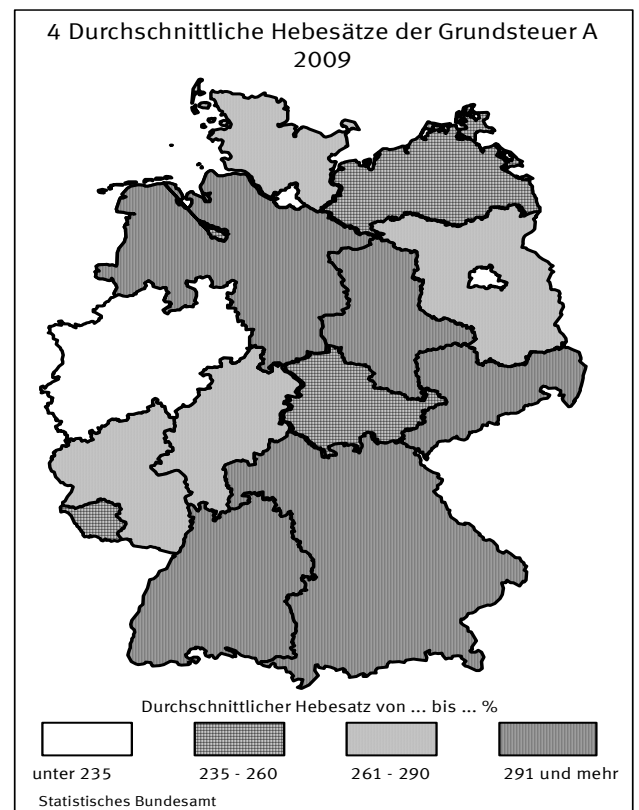 4 Durchschnittliche Hebesätze der Grundsteuer A
2009
Durchschnittlicher Hebesatz von ... bis ... %
unter 235
235 - 260
261 - 290
291 und mehr
Statistisches Bundesamt